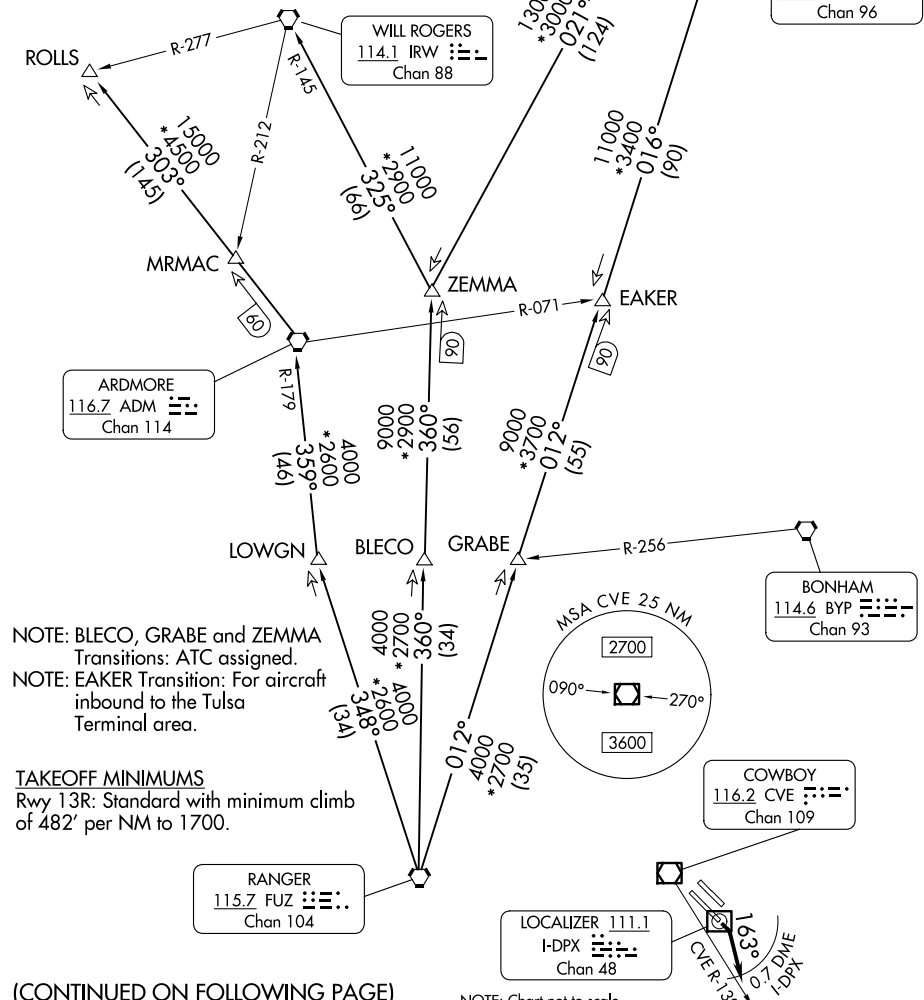 Chan 96
WILL ROGERS
114.1 IRW
Chan 88
ROLLS
R-277
R-145
R-212
15000
*4500
303°
(145)
11000
*2900
325°
(66)
*3000
021°
(124)
11000
*3400
016°
(90)
MRMAC
60
ZEMMA
90
EAKER
90
R-071
ARDMORE
116.7 ADM
Chan 114
R-179
4000
*2600
359°
(46)
9000
*2900
360°
(56)
9000
*3700
012°
(55)
LOWGN
BLECO
GRABE
R-256
BONHAM
114.6 BYP
Chan 93
NOTE: BLECO, GRABE and ZEMMA
Transitions: ATC assigned.
NOTE: EAKER Transition: For aircraft
inbound to the Tulsa
Terminal area.
4000
*2600
348°
(34)
4000
*2700
360°
(34)
012°
4000
*2700
(35)
MSA CVE 25 NM
2700
090°
270°
3600
TAKEOFF MINIMUMS
Rwy 13R: Standard with minimum climb
of 482' per NM to 1700.
COWBOY
116.2 CVE
Chan 109
RANGER
115.7 FUZ
Chan 104
LOCALIZER 111.1
I-DPX
Chan 48
163°
0.7 DME
I-DPX
(CONTINUED ON FOLLOWING PAGE)
NOTE: Chart not to scale.